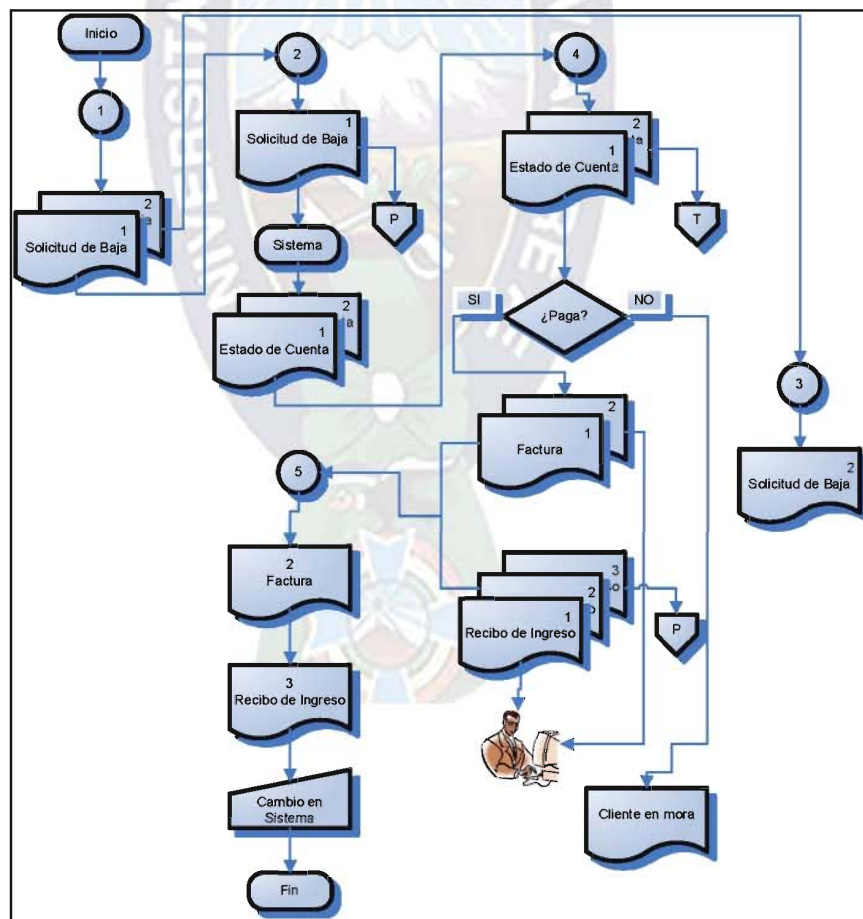 Inicio
1
2
Solicitud de Baja
1
2
Solicitud de Baja
1
P
Sistema
2
Estado de Cuenta
1
4
2
Estado de Cuenta
1
T
¿Paga?
SI
NO
3
Solicitud de Baja
2
2
Factura
1
5
2
Factura
3
Recibo de Ingreso
3
2
Recibo de Ingreso
1
P
Cambio en
Sistema
Fin
Cliente en mora